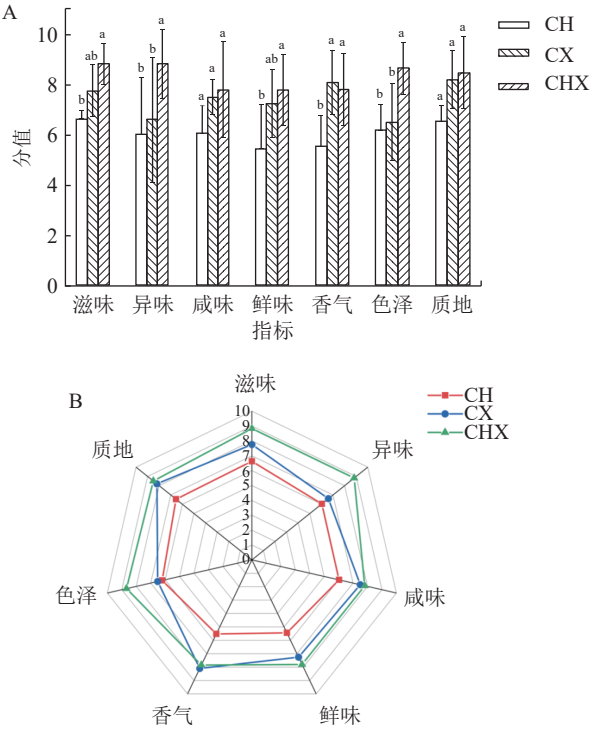 A
CH
CX
CHX
分值
10
8
6
4
2
0
b ab a
b b a
a a a
b ab a
b a a
b b a
a a a
滋味 异味 咸味 鲜味 香气 色泽 质地
指标
B
CH
CX
CHX
滋味
异味
咸味
鲜味
香气
色泽
质地
10
9
8
7
6
5
4
3
2
1
0